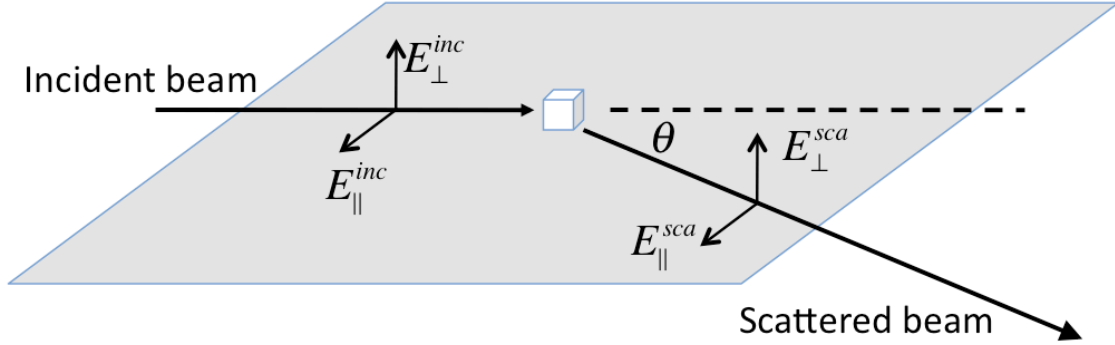 Incident beam
E⊥^inc
E∥^inc
θ
E⊥^sca
E∥^sca
Scattered beam